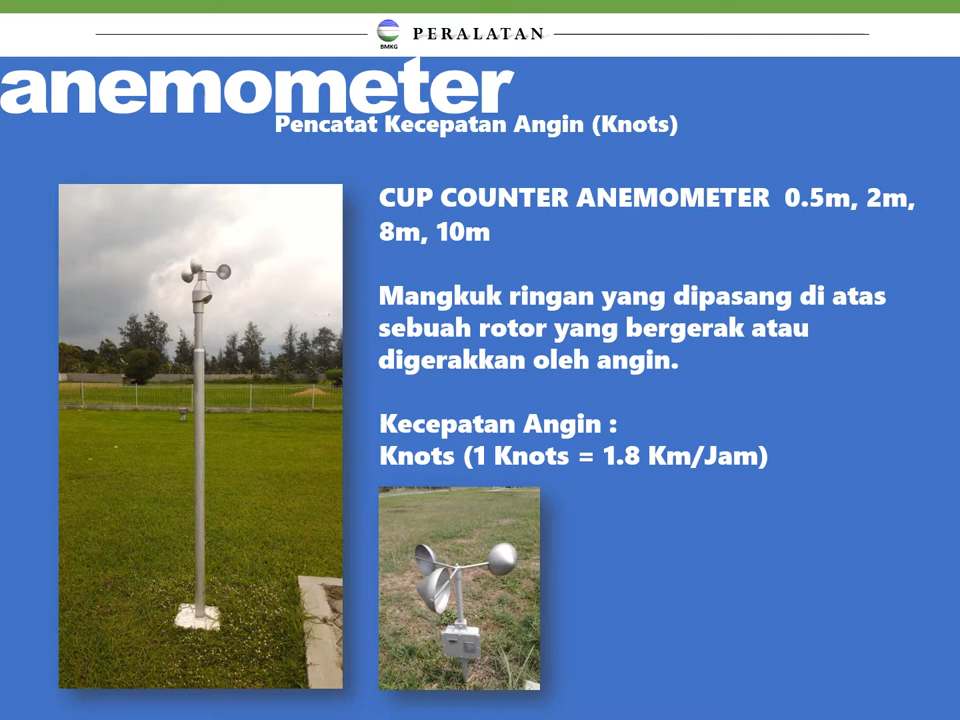 BMKG
PERALATAN
anemometer
Pencatat Kecepatan Angin (Knots)
CUP COUNTER ANEMOMETER  0.5m, 2m,
8m, 10m
Mangkuk ringan yang dipasang di atas
sebuah rotor yang bergerak atau
digerakkan oleh angin.
Kecepatan Angin :
Knots (1 Knots = 1.8 Km/Jam)